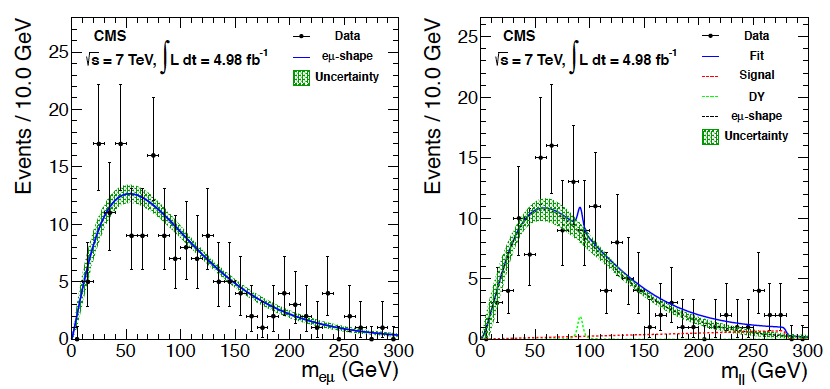 CMS
√s = 7 TeV, ∫L dt = 4.98 fb⁻¹
Data
eμ-shape
Uncertainty
Events / 10.0 GeV
25
20
15
10
5
0
0 50 100 150 200 250 300
m_eμ (GeV)
CMS
√s = 7 TeV, ∫L dt = 4.98 fb⁻¹
Data
Fit
Signal
DY
eμ-shape
Uncertainty
Events / 10.0 GeV
25
20
15
10
5
0
0 50 100 150 200 250 300
m_ll (GeV)